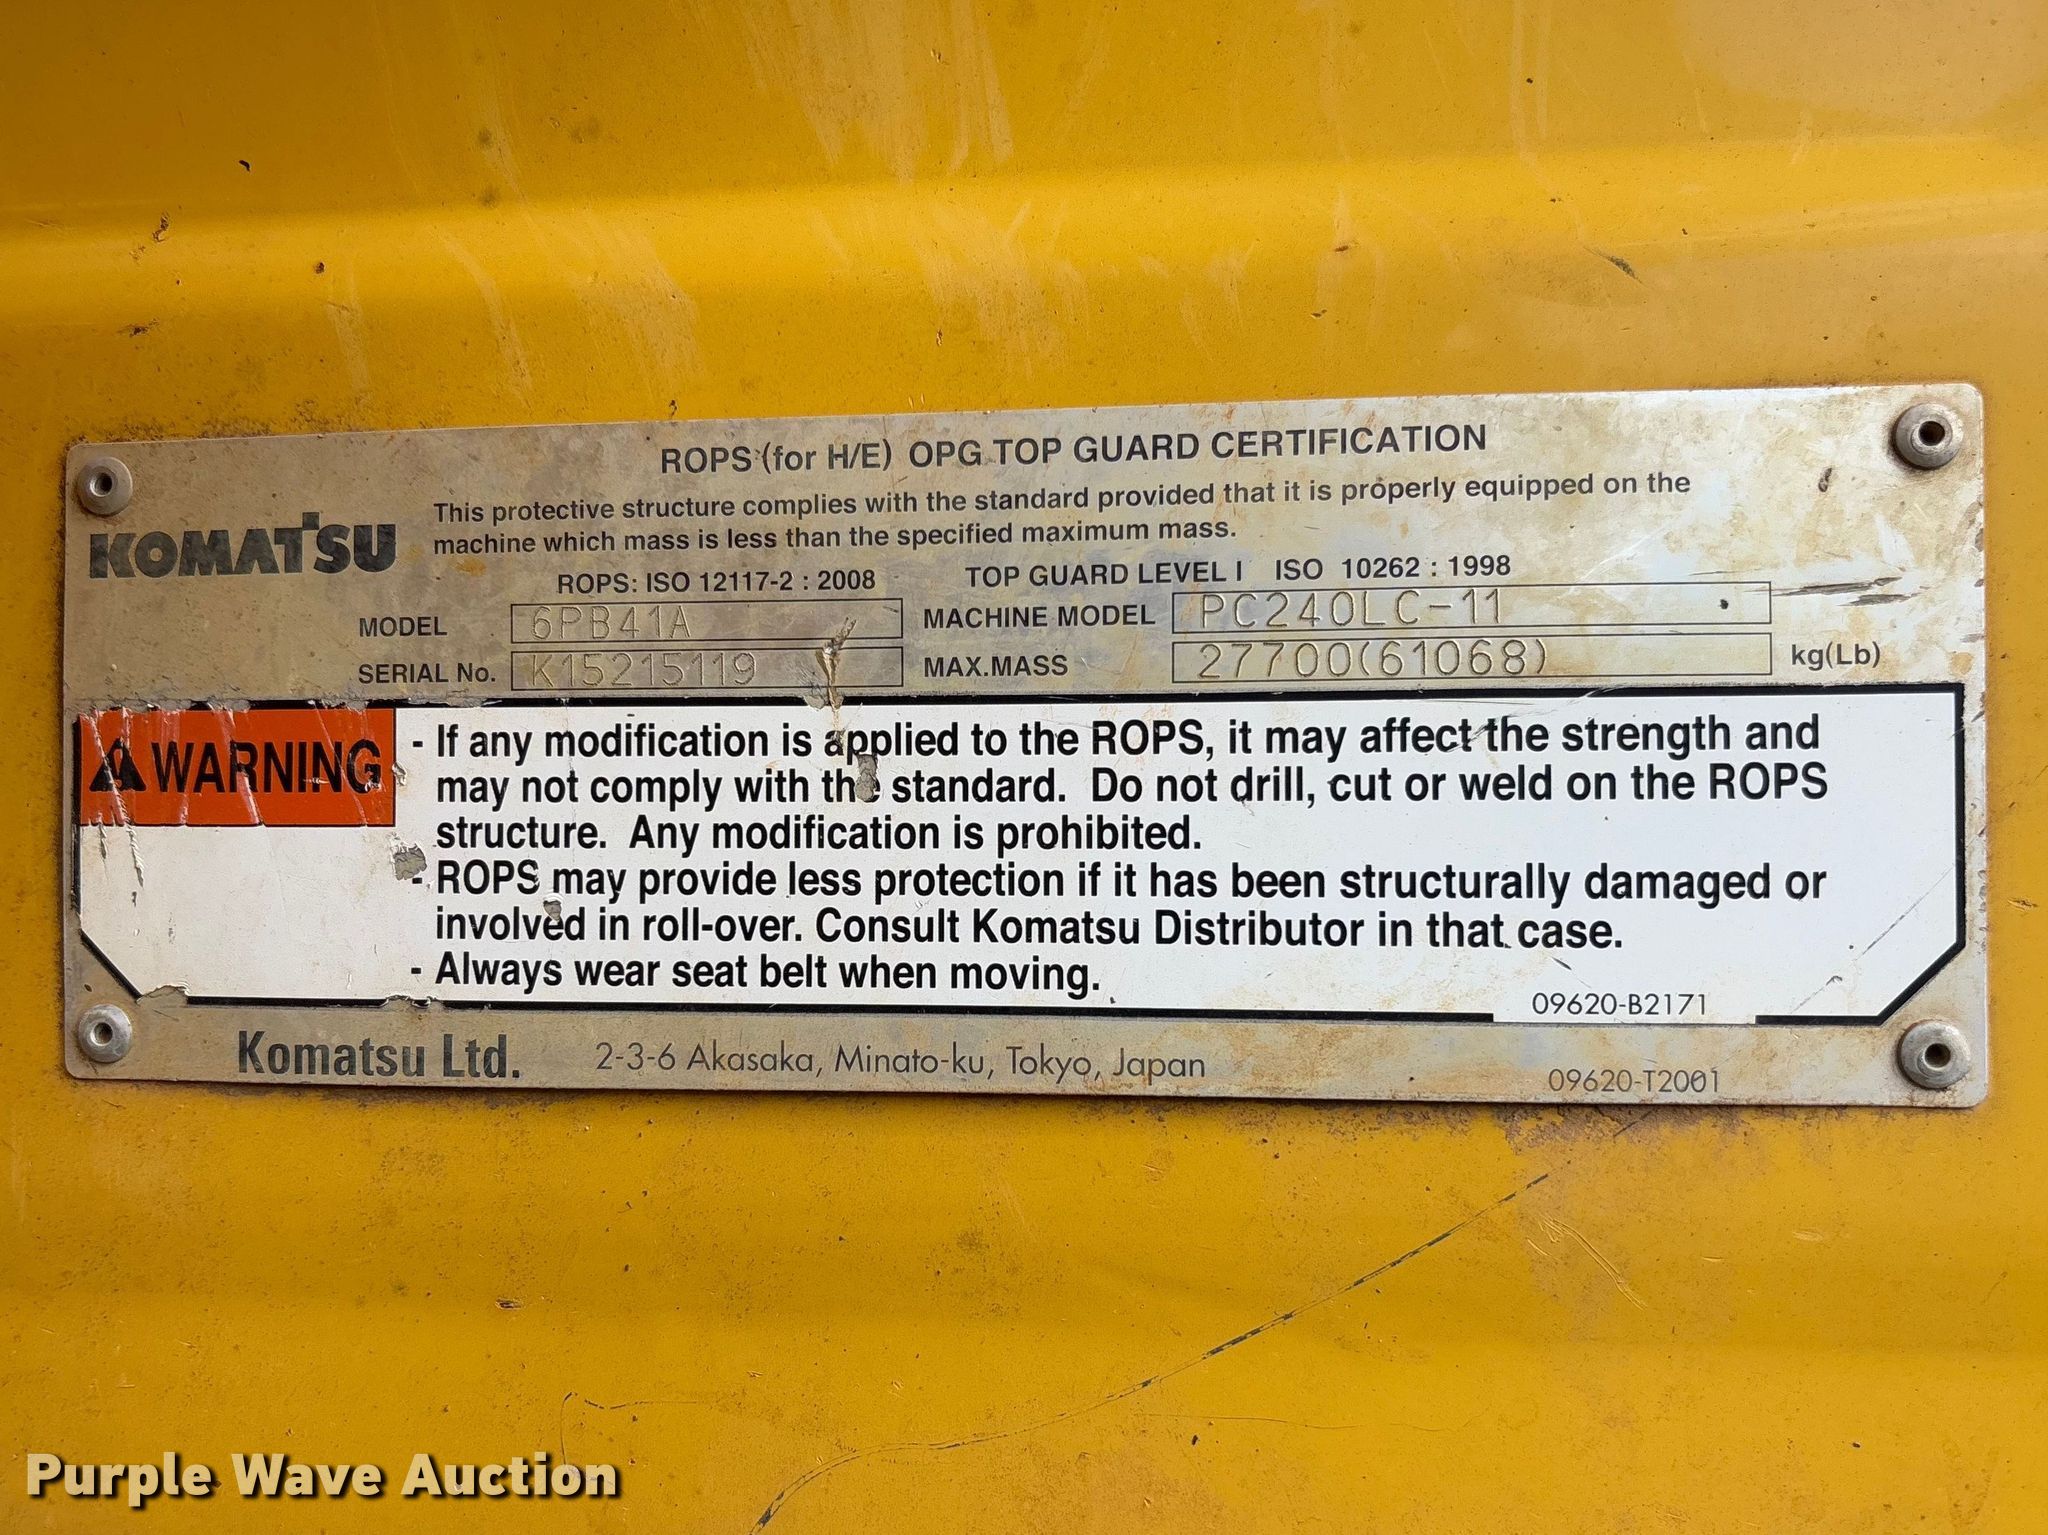 ROPS (for H/E) OPG TOP GUARD CERTIFICATION
KOMATSU
This protective structure complies with the standard provided that it is properly equipped on the
machine which mass is less than the specified maximum mass.
ROPS: ISO 12117-2 : 2008 TOP GUARD LEVEL I ISO 10262 : 1998
MODEL 6PB41A MACHINE MODEL PC240LC-11
SERIAL No. K15215119 MAX.MASS 27700(61068) kg(Lb)
WARNING
- If any modification is applied to the ROPS, it may affect the strength and
may not comply with the standard. Do not drill, cut or weld on the ROPS
structure. Any modification is prohibited.
- ROPS may provide less protection if it has been structurally damaged or
involved in roll-over. Consult Komatsu Distributor in that case.
- Always wear seat belt when moving.
09620-B2171
Komatsu Ltd. 2-3-6 Akasaka, Minato-ku, Tokyo, Japan
09620-T2001
Purple Wave Auction